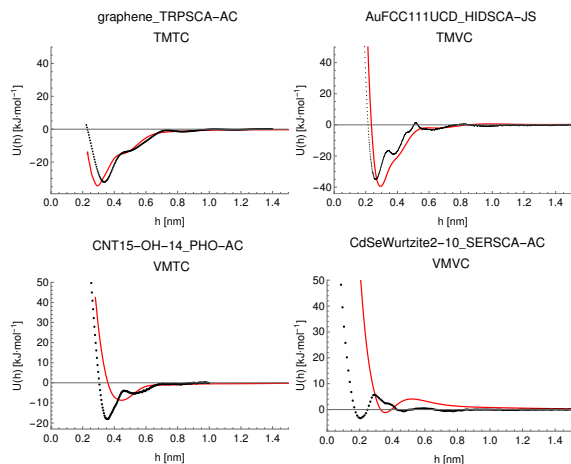 graphene_TRPSCA-AC
TMTC
U(h) [kJ·mol⁻¹]
40
20
0
-20
0.0 0.2 0.4 0.6 0.8 1.0 1.2 1.4
h [nm]
AuFCC111UCD_HIDSCA-JS
TMVC
U(h) [kJ·mol⁻¹]
40
20
0
-20
-40
0.0 0.2 0.4 0.6 0.8 1.0 1.2 1.4
h [nm]
CNT15-OH-14_PHO-AC
VMTC
U(h) [kJ·mol⁻¹]
50
40
30
20
10
0
-10
-20
0.0 0.2 0.4 0.6 0.8 1.0 1.2 1.4
h [nm]
CdSeWurtzite2-10_SERSCA-AC
VMVC
U(h) [kJ·mol⁻¹]
50
40
30
20
10
0
0.0 0.2 0.4 0.6 0.8 1.0 1.2 1.4
h [nm]